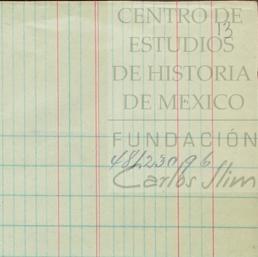 CENTRO DE
13
ESTUDIOS
DE HISTORIA
DE MEXICO
FUNDACIÓN
Carlos Slim